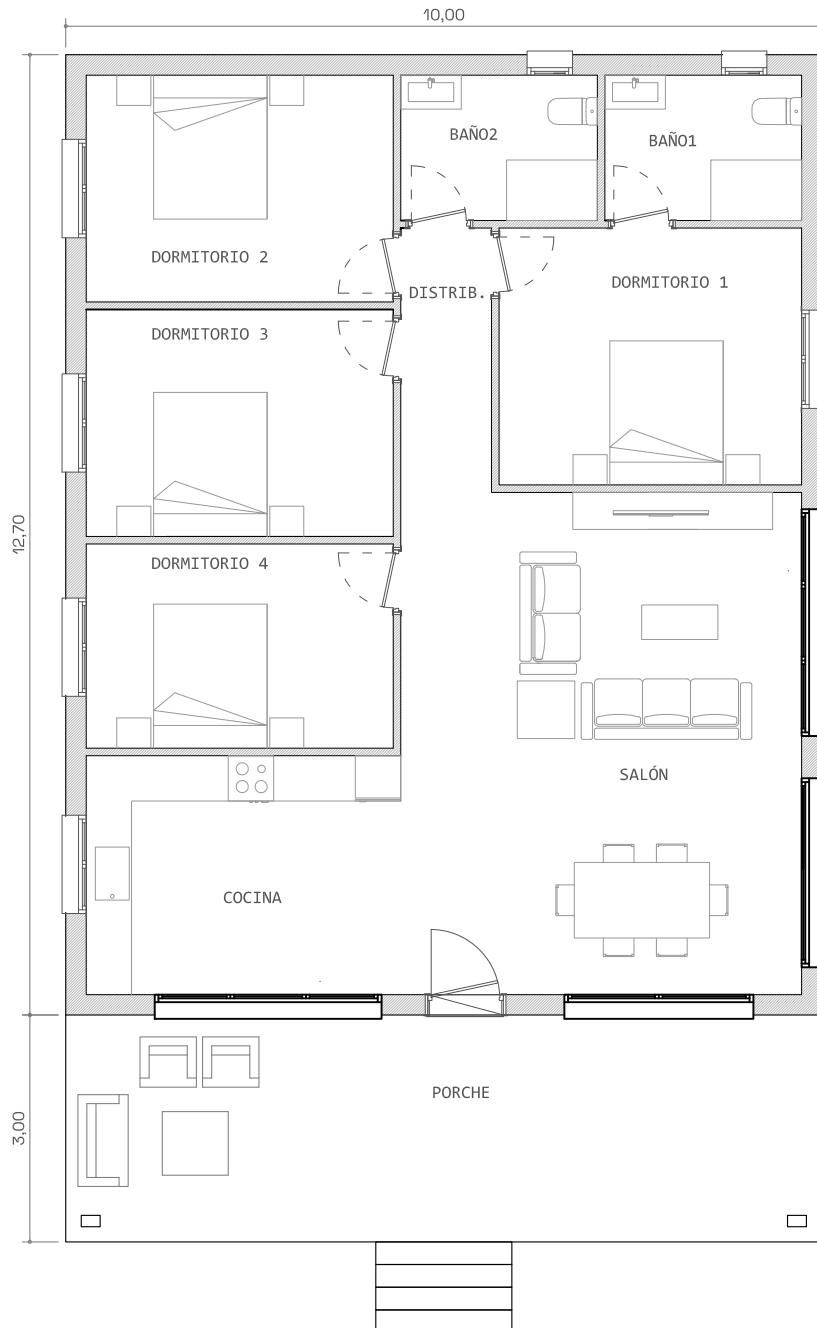 10,00
BAÑO2
BAÑO1
DORMITORIO 2
DISTRIB.
DORMITORIO 1
DORMITORIO 3
12,70
DORMITORIO 4
SALÓN
COCINA
PORCHE
3,00